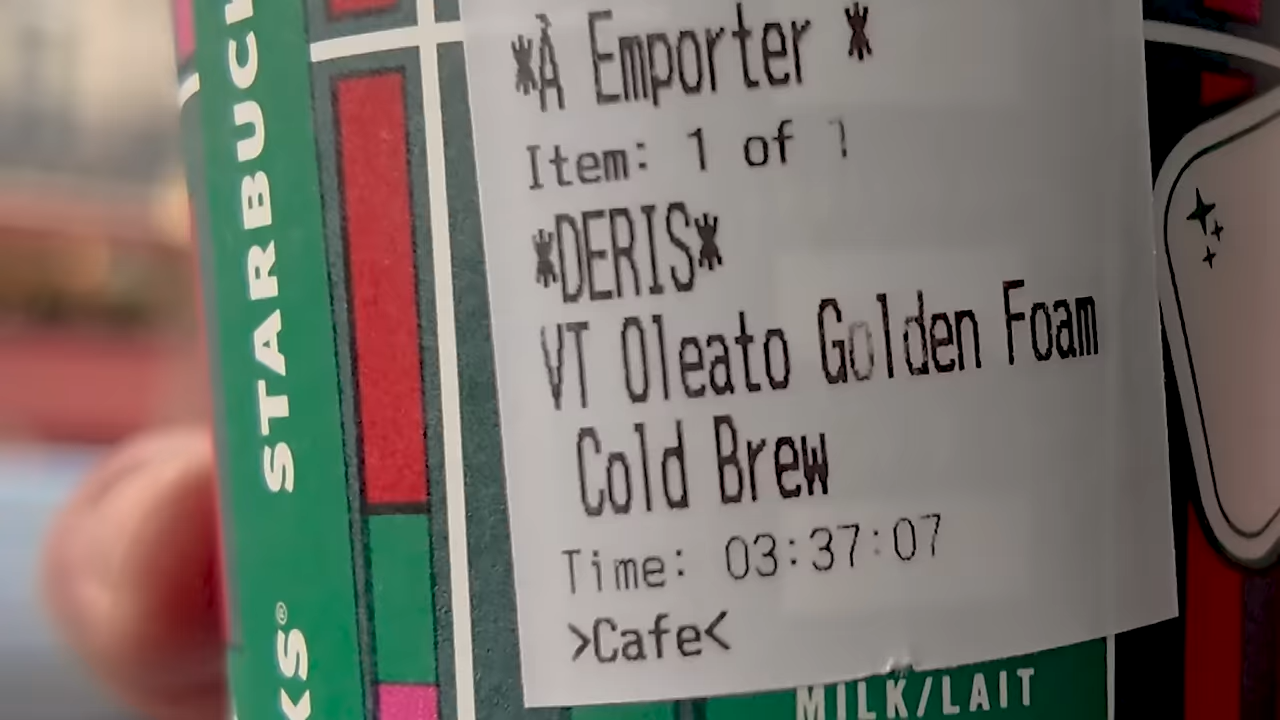 STARBUCKS
*À Emporter *
Item: 1 of 1
*DERIS*
VT Oleato Golden Foam
Cold Brew
Time: 03:37:07
>Cafe<
MILK/LAIT
KS®